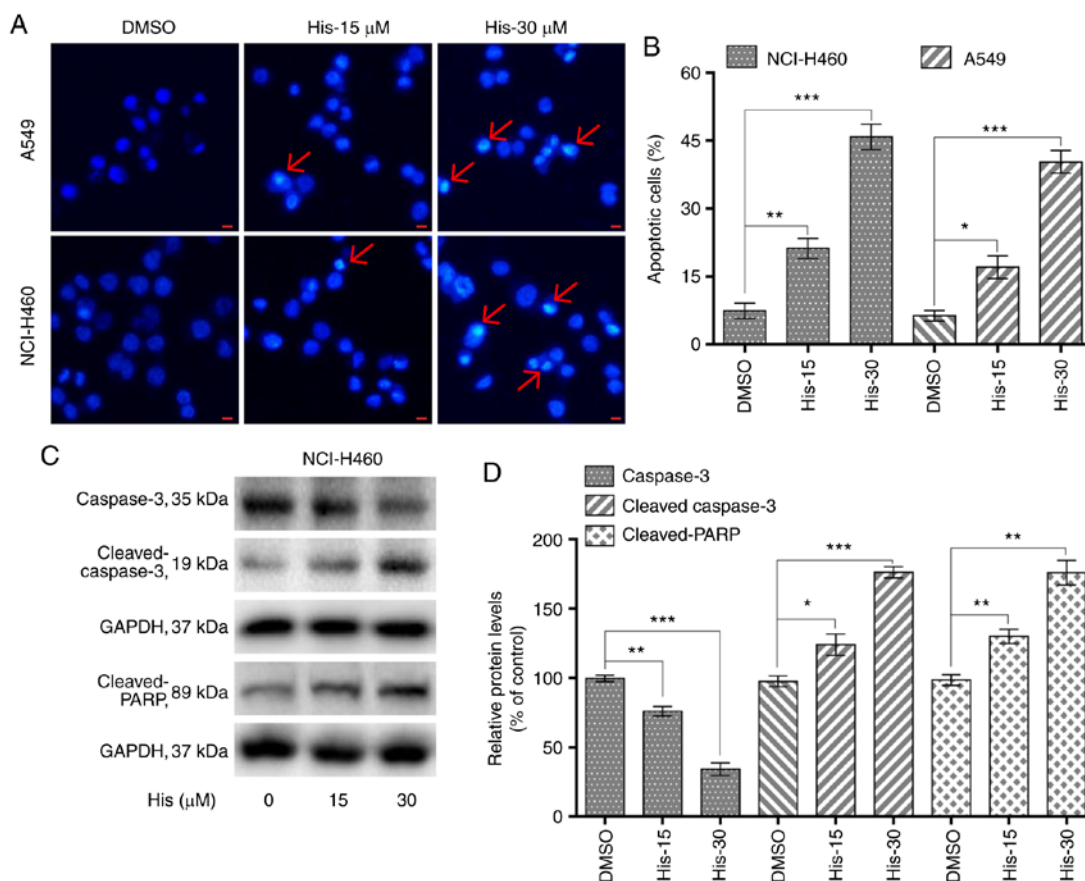 A
DMSO
His-15 μM
His-30 μM
A549
NCI-H460
B
NCI-H460
A549
Apoptotic cells (%)
60
45
30
15
0
***
**
***
*
DMSO
His-15
His-30
DMSO
His-15
His-30
C
NCI-H460
Caspase-3, 35 kDa
Cleaved-
caspase-3, 19 kDa
GAPDH, 37 kDa
Cleaved-
PARP, 89 kDa
GAPDH, 37 kDa
His (μM)
0
15
30
D
Caspase-3
Cleaved caspase-3
Cleaved-PARP
Relative protein levels
(% of control)
200
150
100
50
0
***
**
***
*
**
**
DMSO
His-15
His-30
DMSO
His-15
His-30
DMSO
His-15
His-30